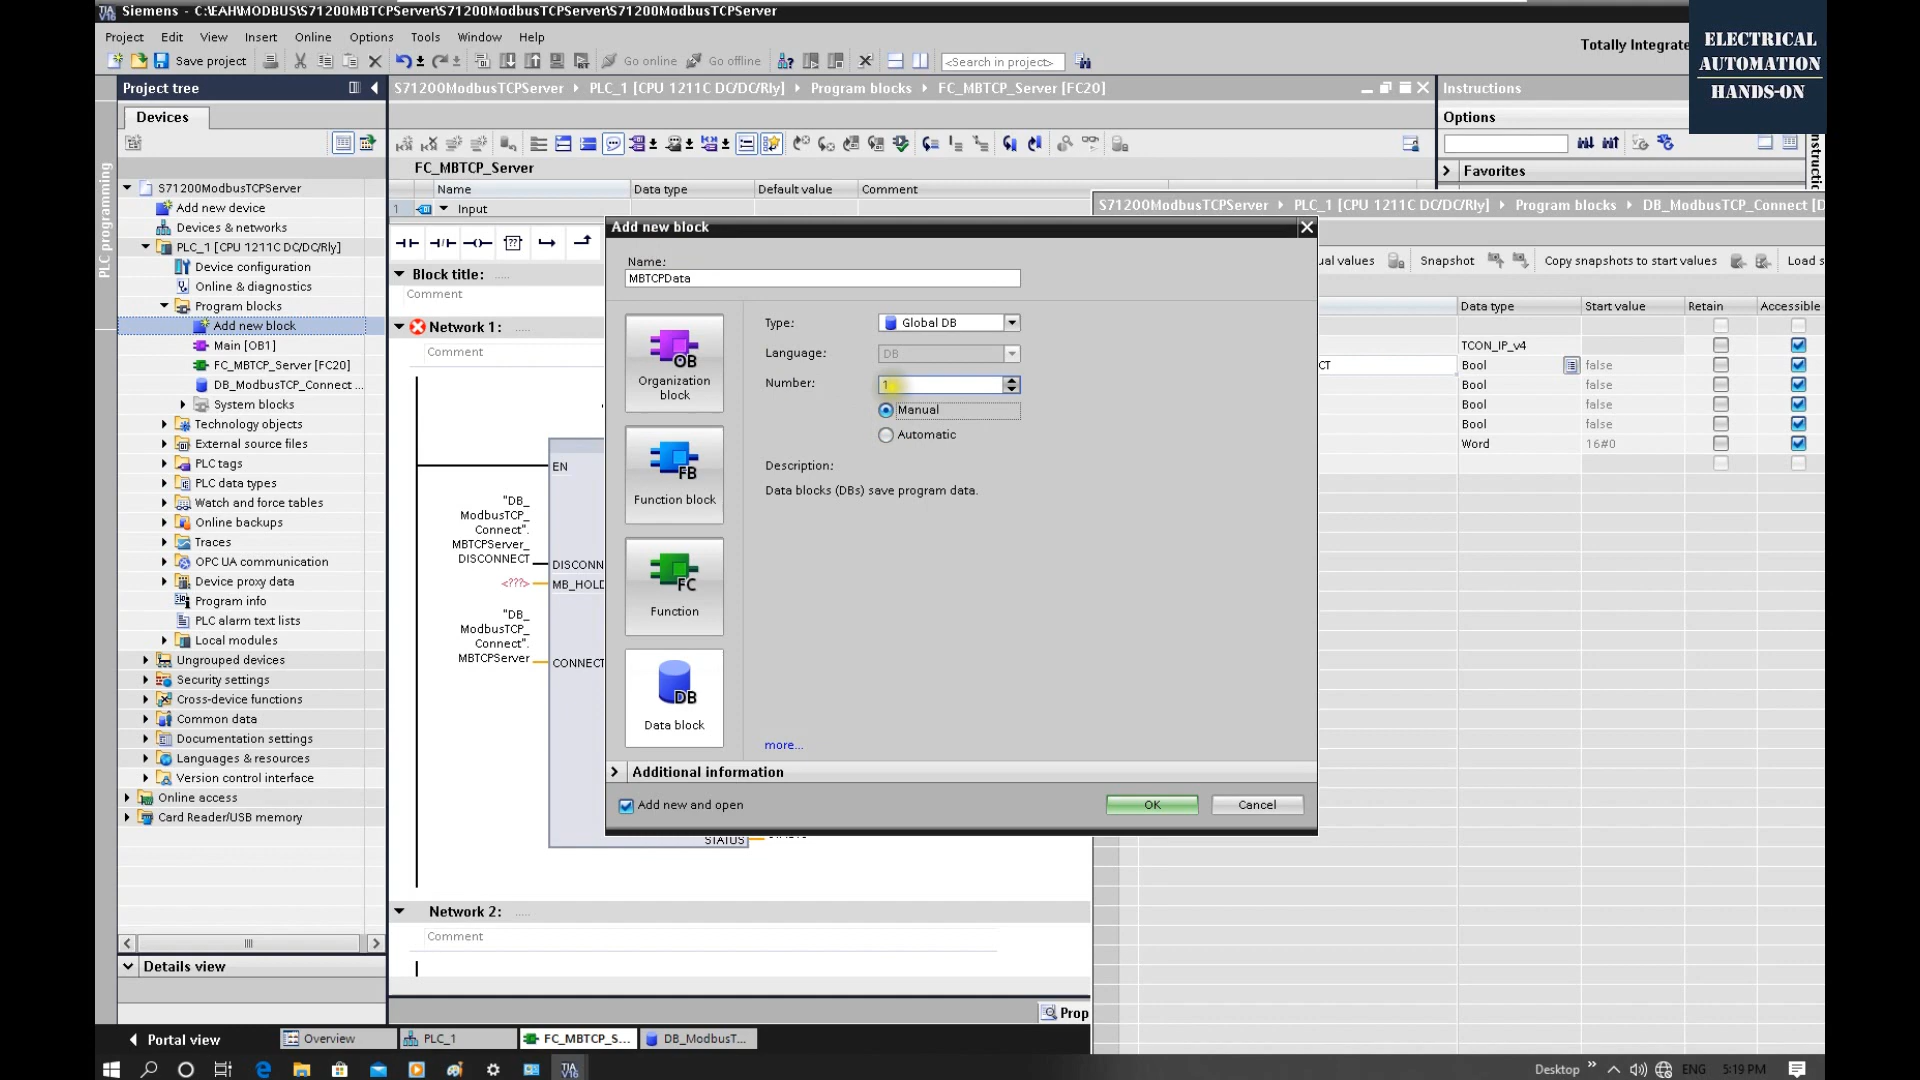 Siemens - C:\EAH\MODBUS\S71200MBTCPServer\S71200ModbusTCPServer\S71200ModbusTCPServer
Project Edit View Insert Online Options Tools Window Help
Totally Integrate
ELECTRICAL
AUTOMATION
HANDS-ON
Save project
Go online
Go offline
<Search in project>
Project tree
S71200ModbusTCPServer
PLC_1 [CPU 1211C DC/DC/Rly]
Program blocks
FC_MBTCP_Server [FC20]
Instructions
Devices
Options
PLC programming
FC_MBTCP_Server
Favorites
Name Data type Default value Comment
1 Input
S71200ModbusTCPServer
PLC_1 [CPU 1211C DC/DC/Rly]
Program blocks
DB_ModbusTCP_Connect [D
S71200ModbusTCPServer
Add new device
Devices & networks
PLC_1 [CPU 1211C DC/DC/Rly]
Device configuration
Online & diagnostics
Program blocks
Add new block
Main [OB1]
FC_MBTCP_Server [FC20]
DB_ModbusTCP_Connect ...
System blocks
Technology objects
External source files
PLC tags
PLC data types
Watch and force tables
Online backups
Traces
OPC UA communication
Device proxy data
Program info
PLC alarm text lists
Local modules
Ungrouped devices
Security settings
Cross-device functions
Common data
Documentation settings
Languages & resources
Version control interface
Online access
Card Reader/USB memory
Details view
Block title: .....
Comment
Network 1: .....
Comment
EN
"DB_
ModbusTCP_
Connect".
MBTCPServer_
DISCONNECT
DISCONN
<???>
MB_HOLD
"DB_
ModbusTCP_
Connect".
MBTCPServer
CONNECT
STATUS
Network 2: .....
Comment
Add new block
Name:
MBTCPData
OB
Organization
block
FB
Function block
FC
Function
DB
Data block
Type:
Global DB
Language:
DB
Number:
1
Manual
Automatic
Description:
Data blocks (DBs) save program data.
more...
Additional information
Add new and open
OK
Cancel
ual values
Snapshot
Copy snapshots to start values
Load s
Data type Start value Retain Accessible
TCON_IP_v4
CT Bool false
Bool false
Bool false
Bool false
Word 16#0
Prop
Portal view
Overview
PLC_1
FC_MBTCP_S...
DB_ModbusT...
Desktop
ENG
5:19 PM